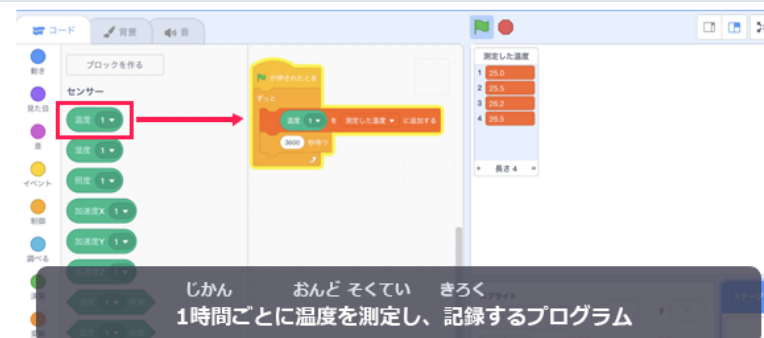 コード
背景
音
動き
見た目
音
イベント
制御
調べる
ブロックを作る
センサー
温度 1
湿度 1
照度 1
加速度X 1
加速度Y 1
が押されたとき
ずっと
温度 1 を 測定した温度 に追加する
3600 秒待つ
測定した温度
1 25.0
2 25.5
3 26.2
4 26.5
+ 長さ 4 =
じかん おんど そくてい きろく
1時間ごとに温度を測定し、記録するプログラム